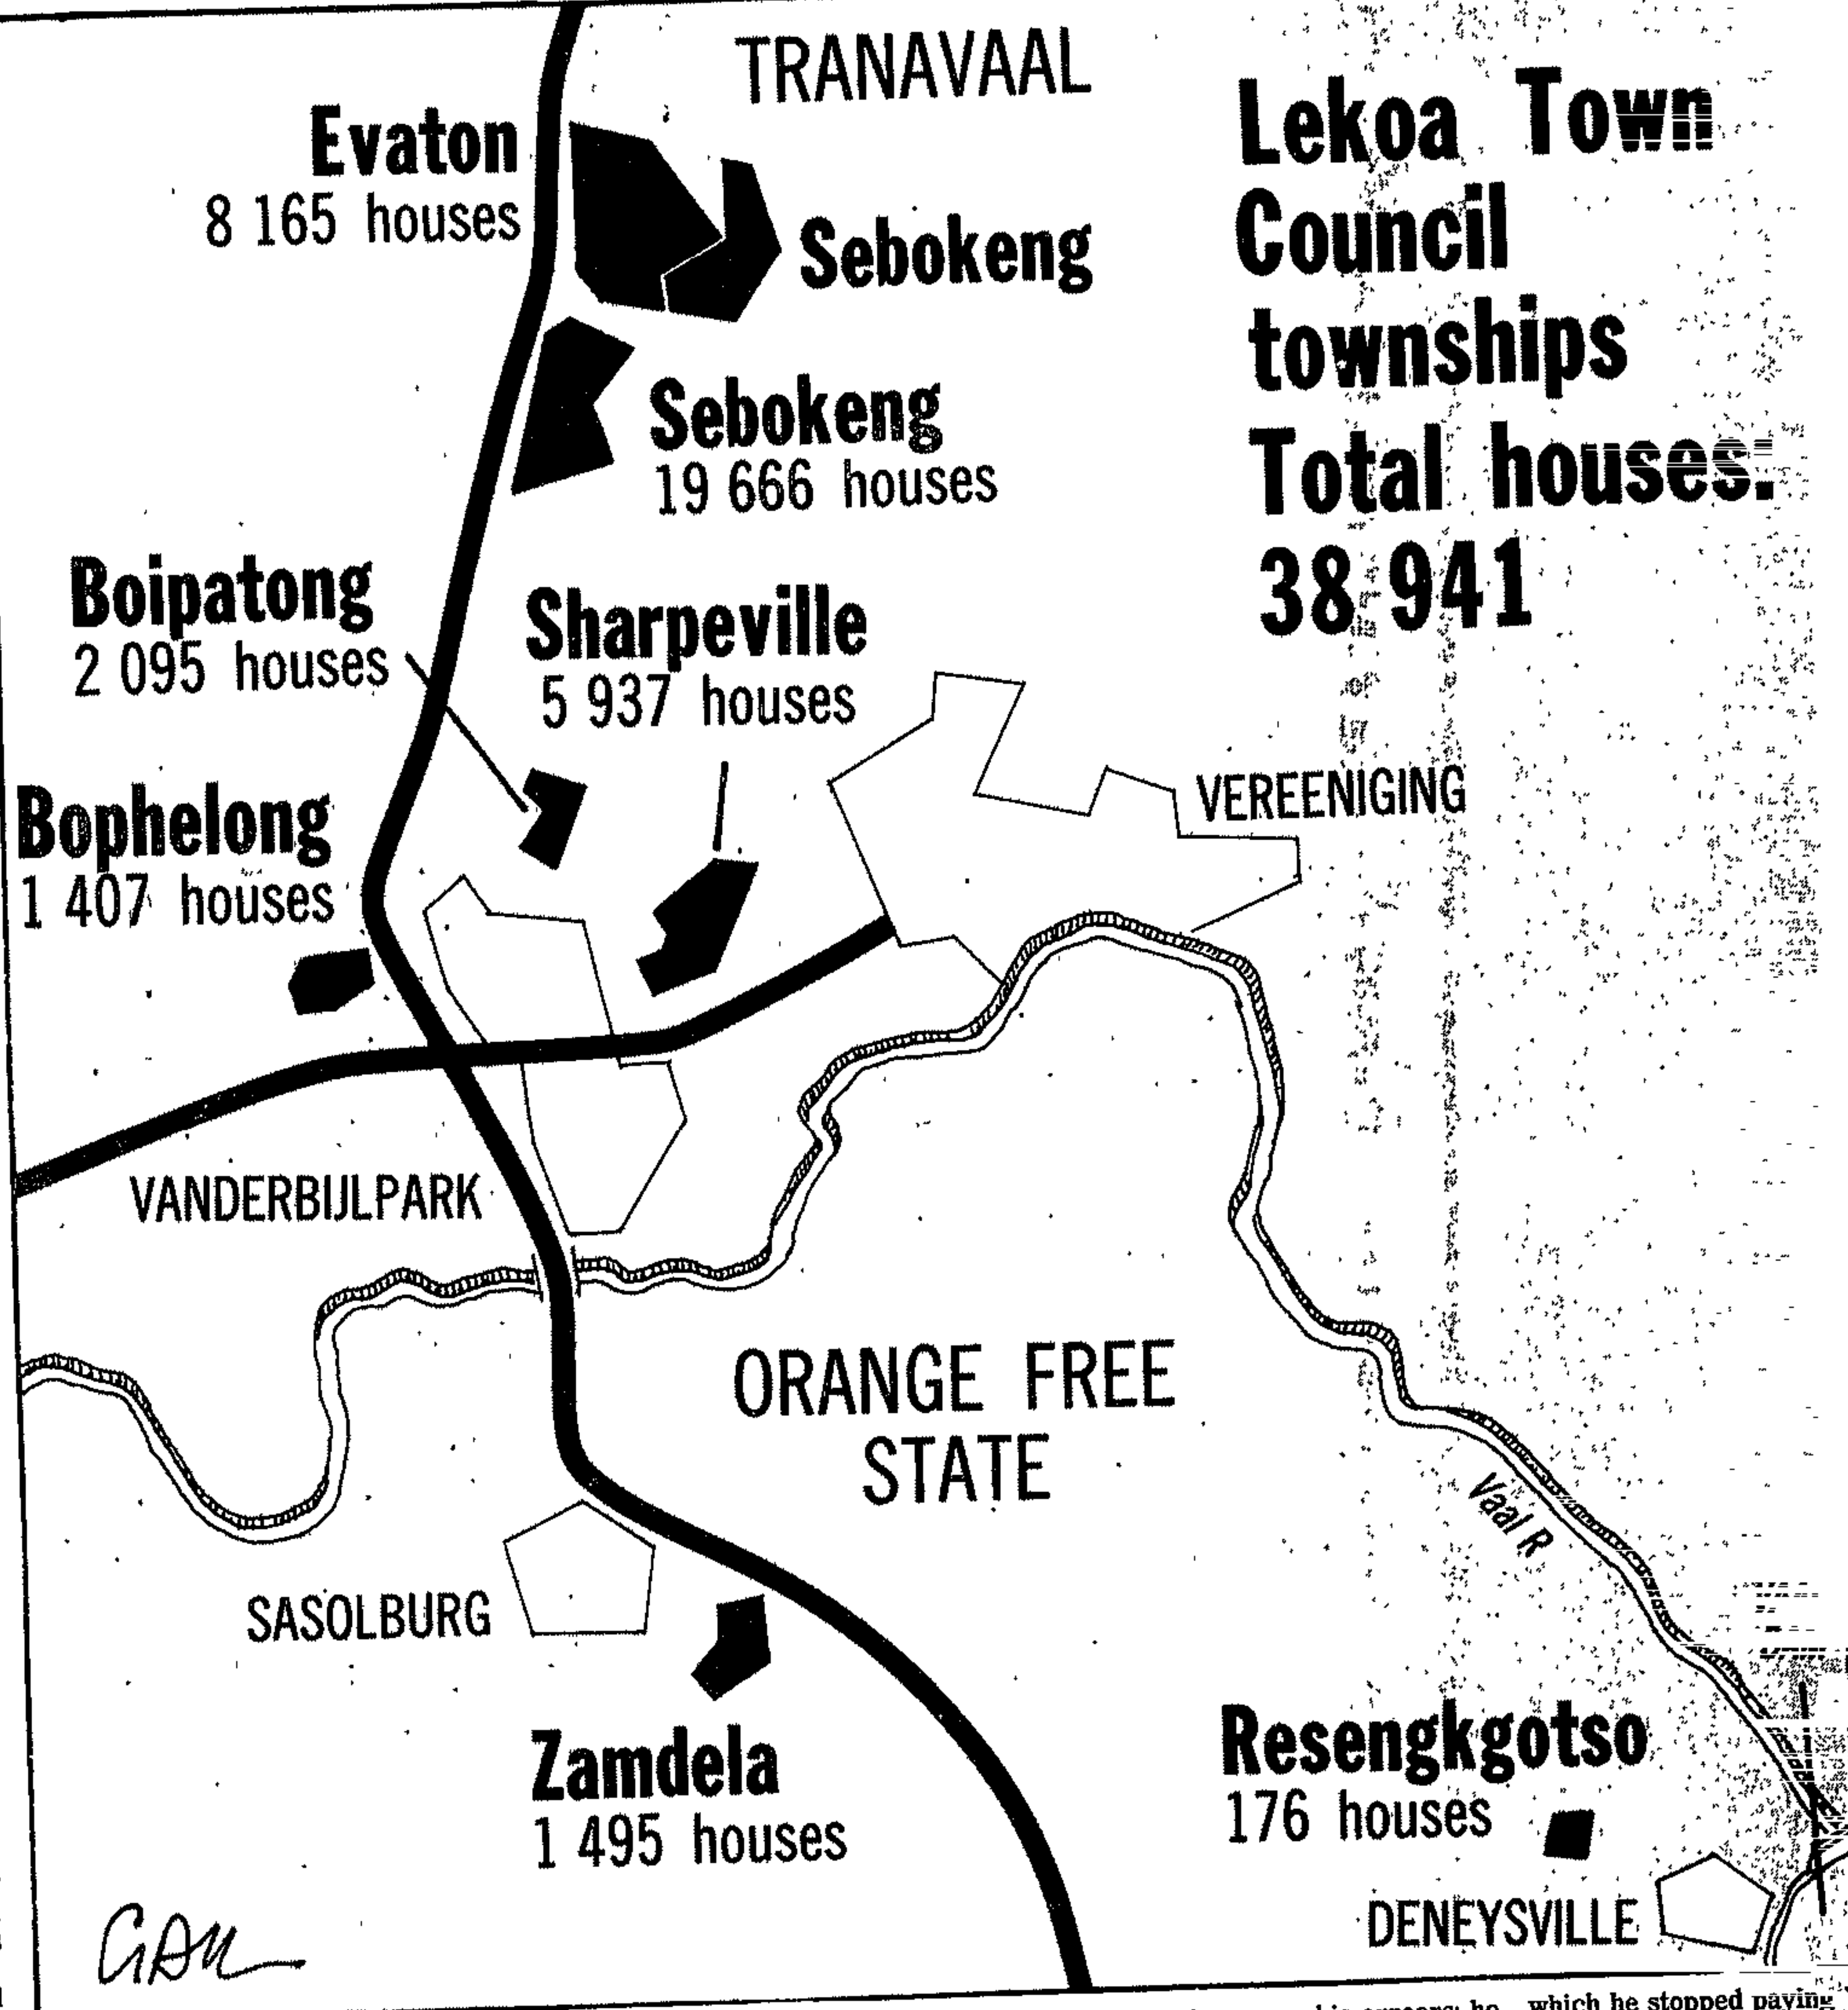 TRANAVAAL
Lekoa Town
Council
townships
Total houses:
38 941
Evaton
8 165 houses
Sebokeng
Sebokeng
19 666 houses
Boipatong
2 095 houses
Sharpeville
5 937 houses
Bophelong
1 407 houses
VEREENIGING
VANDERBIJLPARK
ORANGE FREE
STATE
Vaal R
SASOLBURG
Zamdela
1 495 houses
Resengkgotso
176 houses
DENEYSVILLE
which he stopped paying